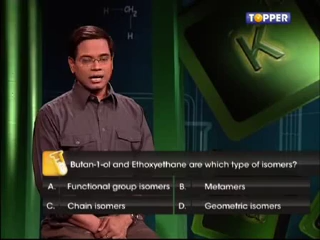 TOPPER
H
C
H
K
Butan-1-ol and Ethoxyethane are which type of isomers?
A. Functional group isomers B. Metamers
C. Chain isomers D. Geometric isomers